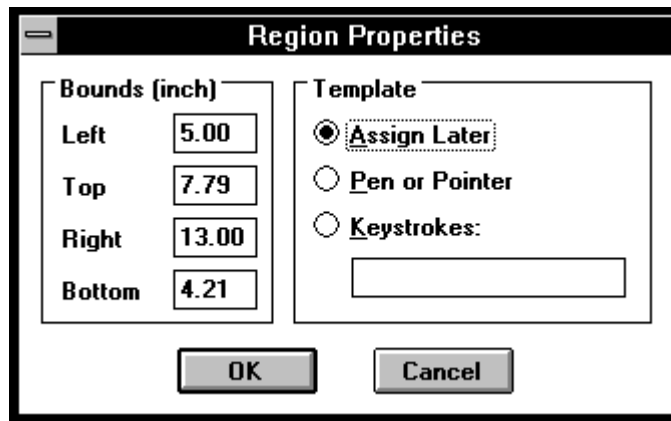 Region Properties
Bounds (inch)
Left 5.00
Top 7.79
Right 13.00
Bottom 4.21
Template
Assign Later
Pen or Pointer
Keystrokes:
OK Cancel